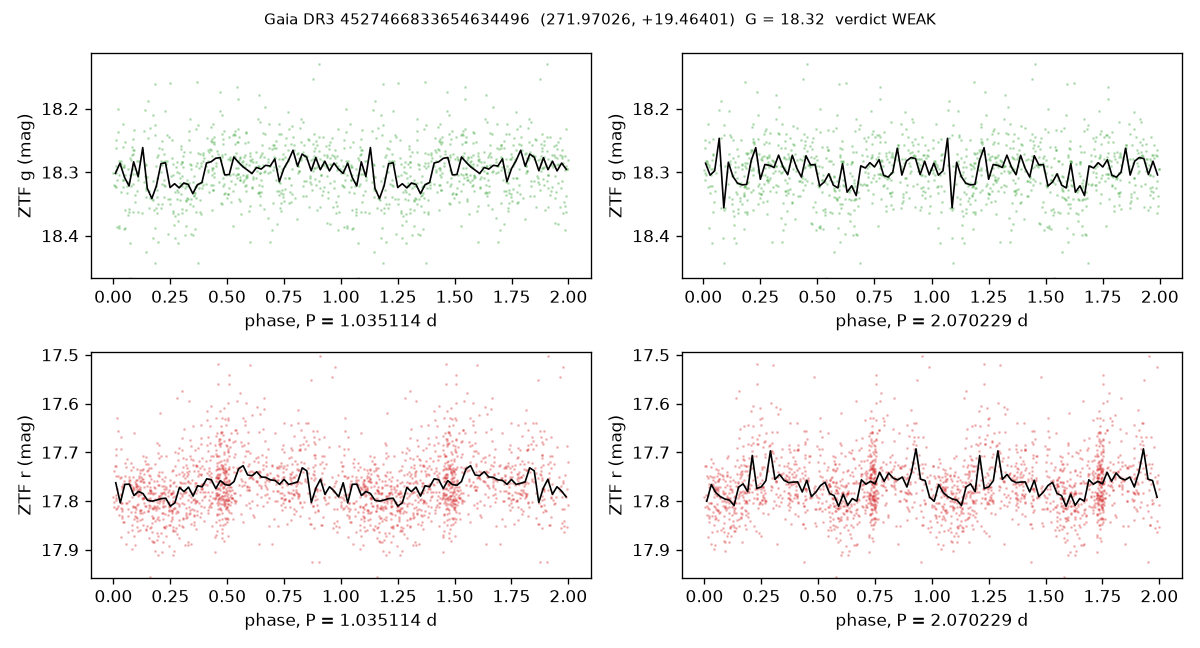 Gaia DR3 4527466833654634496  (271.97026, +19.46401)  G = 18.32  verdict WEAK
ZTF g (mag)
18.2
18.3
18.4
0.00 0.25 0.50 0.75 1.00 1.25 1.50 1.75 2.00
phase, P = 1.035114 d
ZTF g (mag)
18.2
18.3
18.4
0.00 0.25 0.50 0.75 1.00 1.25 1.50 1.75 2.00
phase, P = 2.070229 d
ZTF r (mag)
17.5
17.6
17.7
17.8
17.9
0.00 0.25 0.50 0.75 1.00 1.25 1.50 1.75 2.00
phase, P = 1.035114 d
ZTF r (mag)
17.5
17.6
17.7
17.8
17.9
0.00 0.25 0.50 0.75 1.00 1.25 1.50 1.75 2.00
phase, P = 2.070229 d